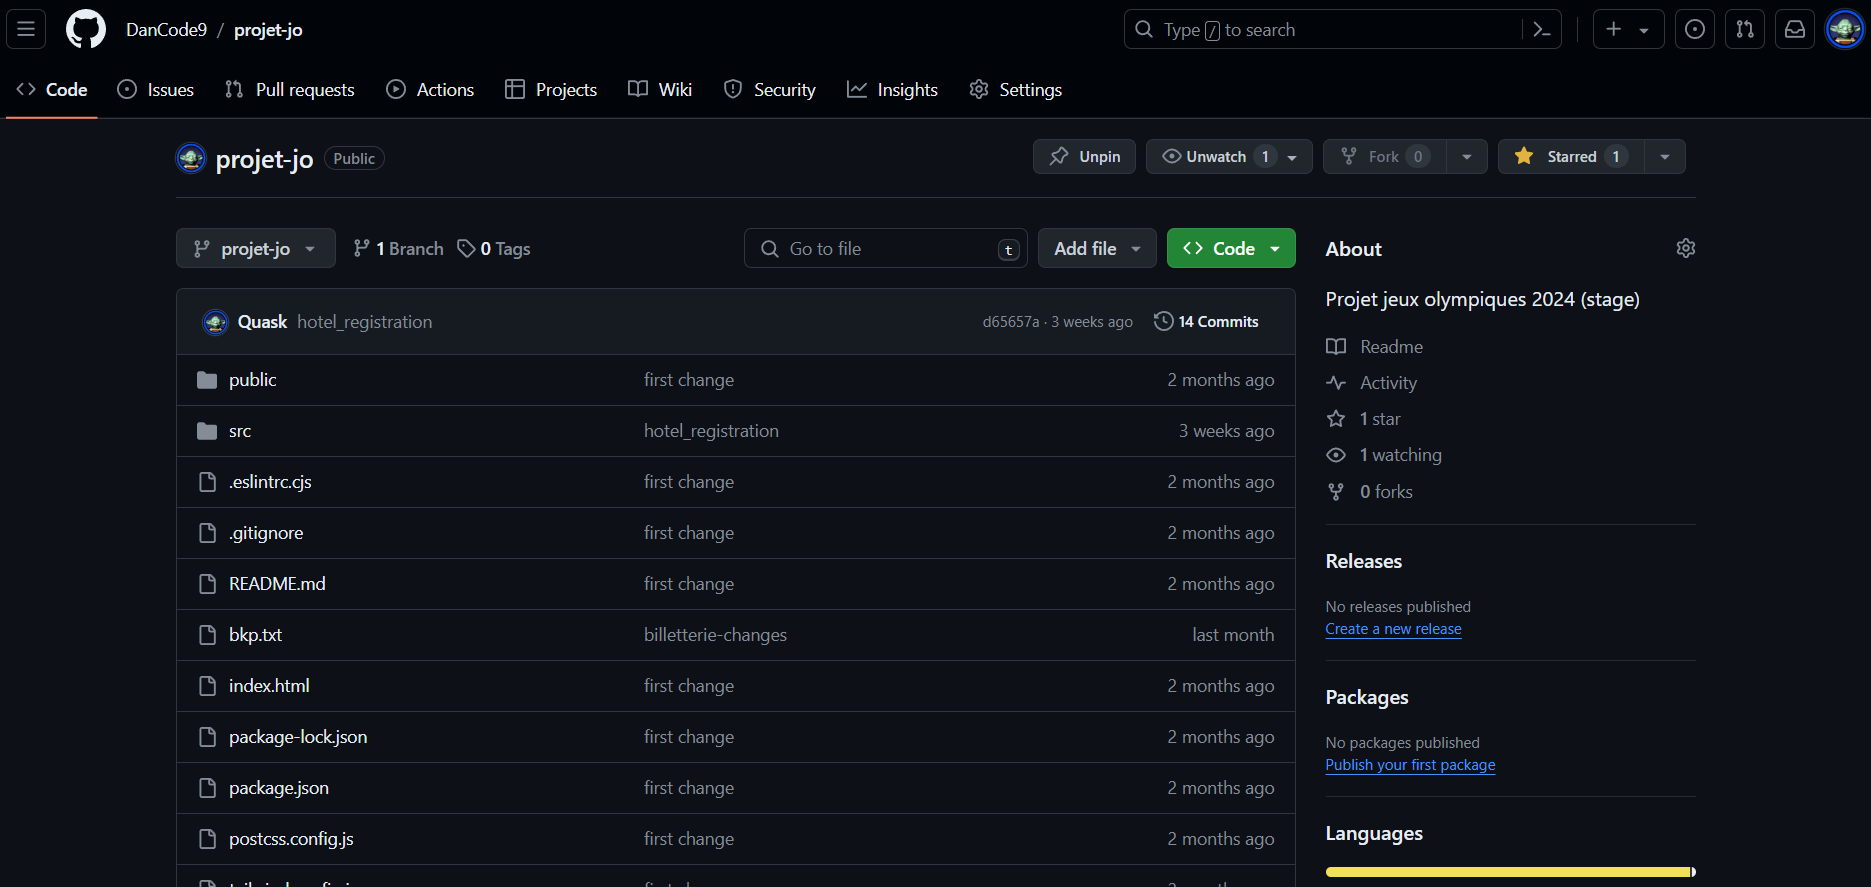 DanCode9 / projet-jo
Type / to search
Code Issues Pull requests Actions Projects Wiki Security Insights Settings
projet-jo Public
Unpin Unwatch 1 Fork 0 Starred 1
projet-jo 1 Branch 0 Tags
Go to file t Add file Code
Quask hotel_registration d65657a · 3 weeks ago 14 Commits
public first change 2 months ago
src hotel_registration 3 weeks ago
.eslintrc.cjs first change 2 months ago
.gitignore first change 2 months ago
README.md first change 2 months ago
bkp.txt billetterie-changes last month
index.html first change 2 months ago
package-lock.json first change 2 months ago
package.json first change 2 months ago
postcss.config.js first change 2 months ago
About
Projet jeux olympiques 2024 (stage)
Readme
Activity
1 star
1 watching
0 forks
Releases
No releases published
Create a new release
Packages
No packages published
Publish your first package
Languages